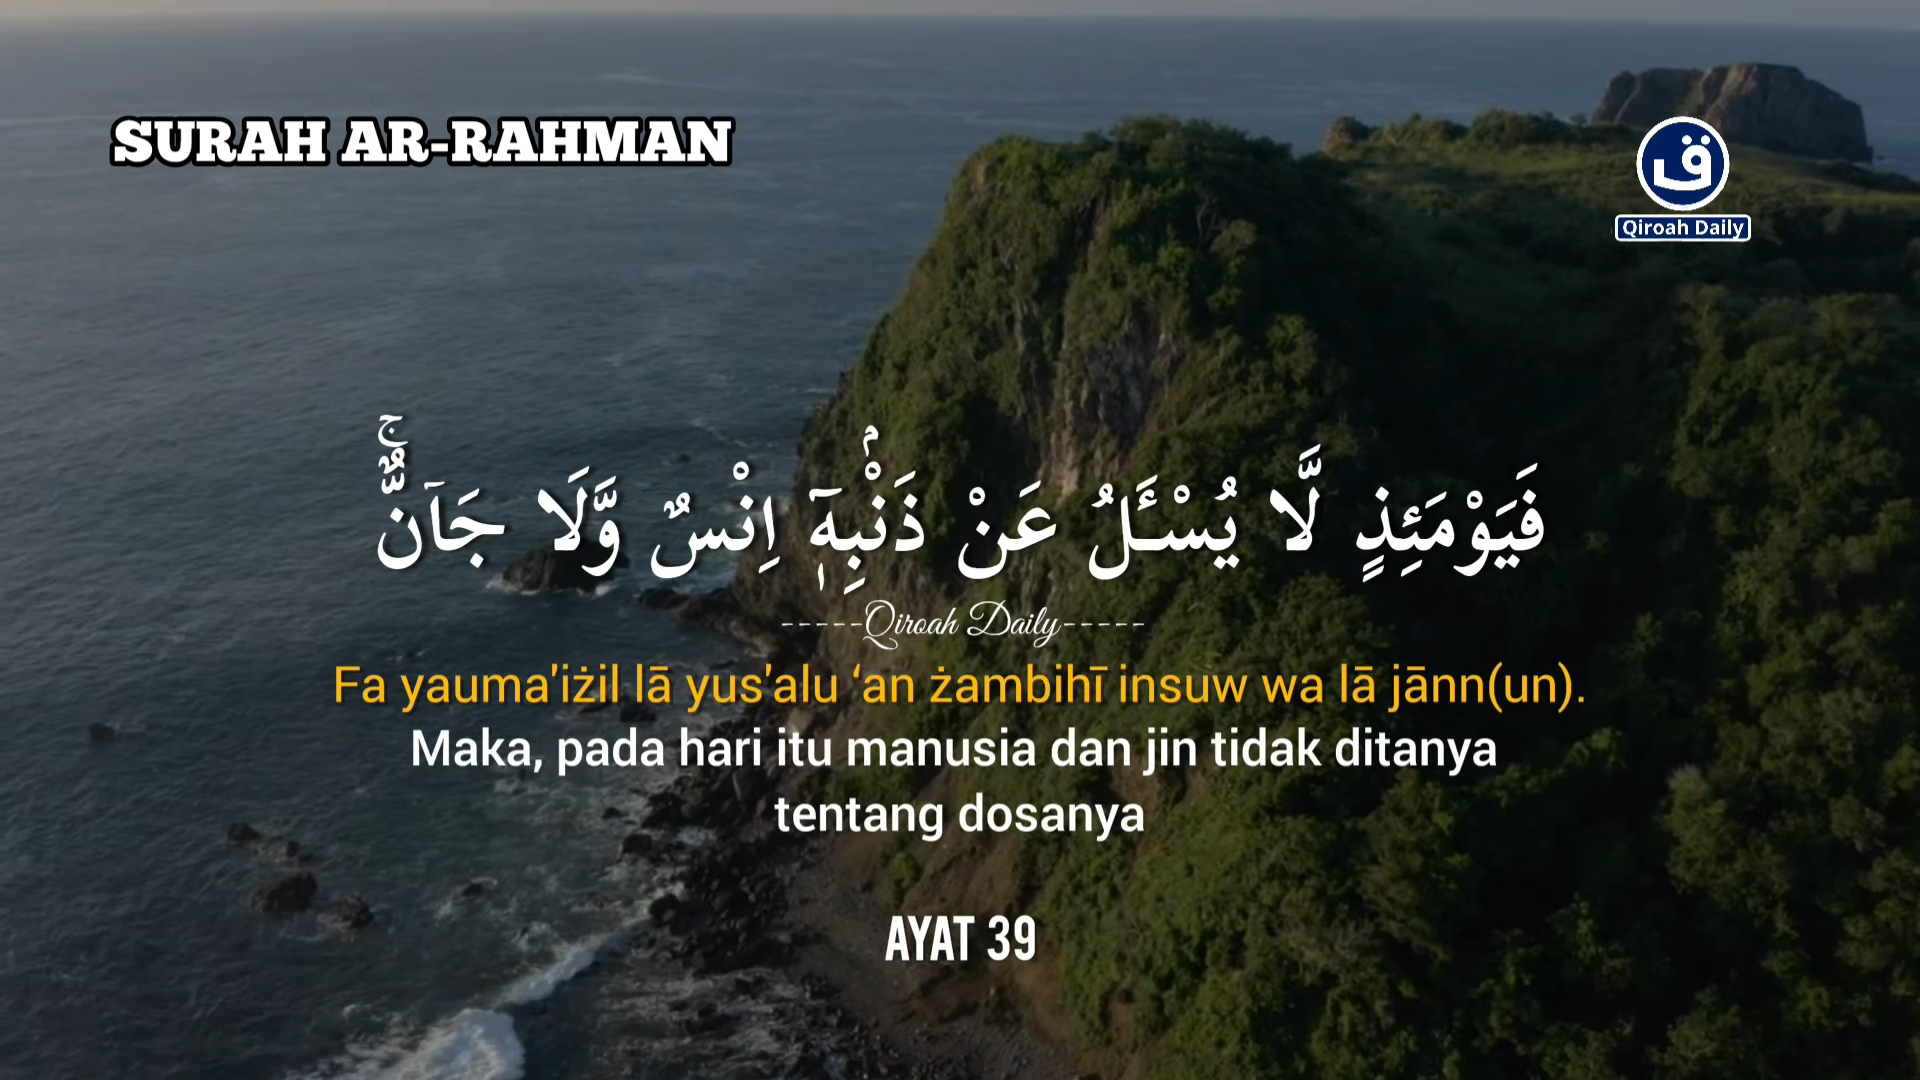 SURAH AR-RAHMAN
ق
Qiroah Daily
فَيَوْمَئِذٍ لَّا يُسْـَٔلُ عَنْ ذَنْۢبِهٖٓ اِنْسٌ وَّلَا جَاۤنٌّۚ
-----Qiroah Daily-----
Fa yauma'iżil lā yus'alu ‘an żambihī insuw wa lā jānn(un).
Maka, pada hari itu manusia dan jin tidak ditanya
tentang dosanya
AYAT 39